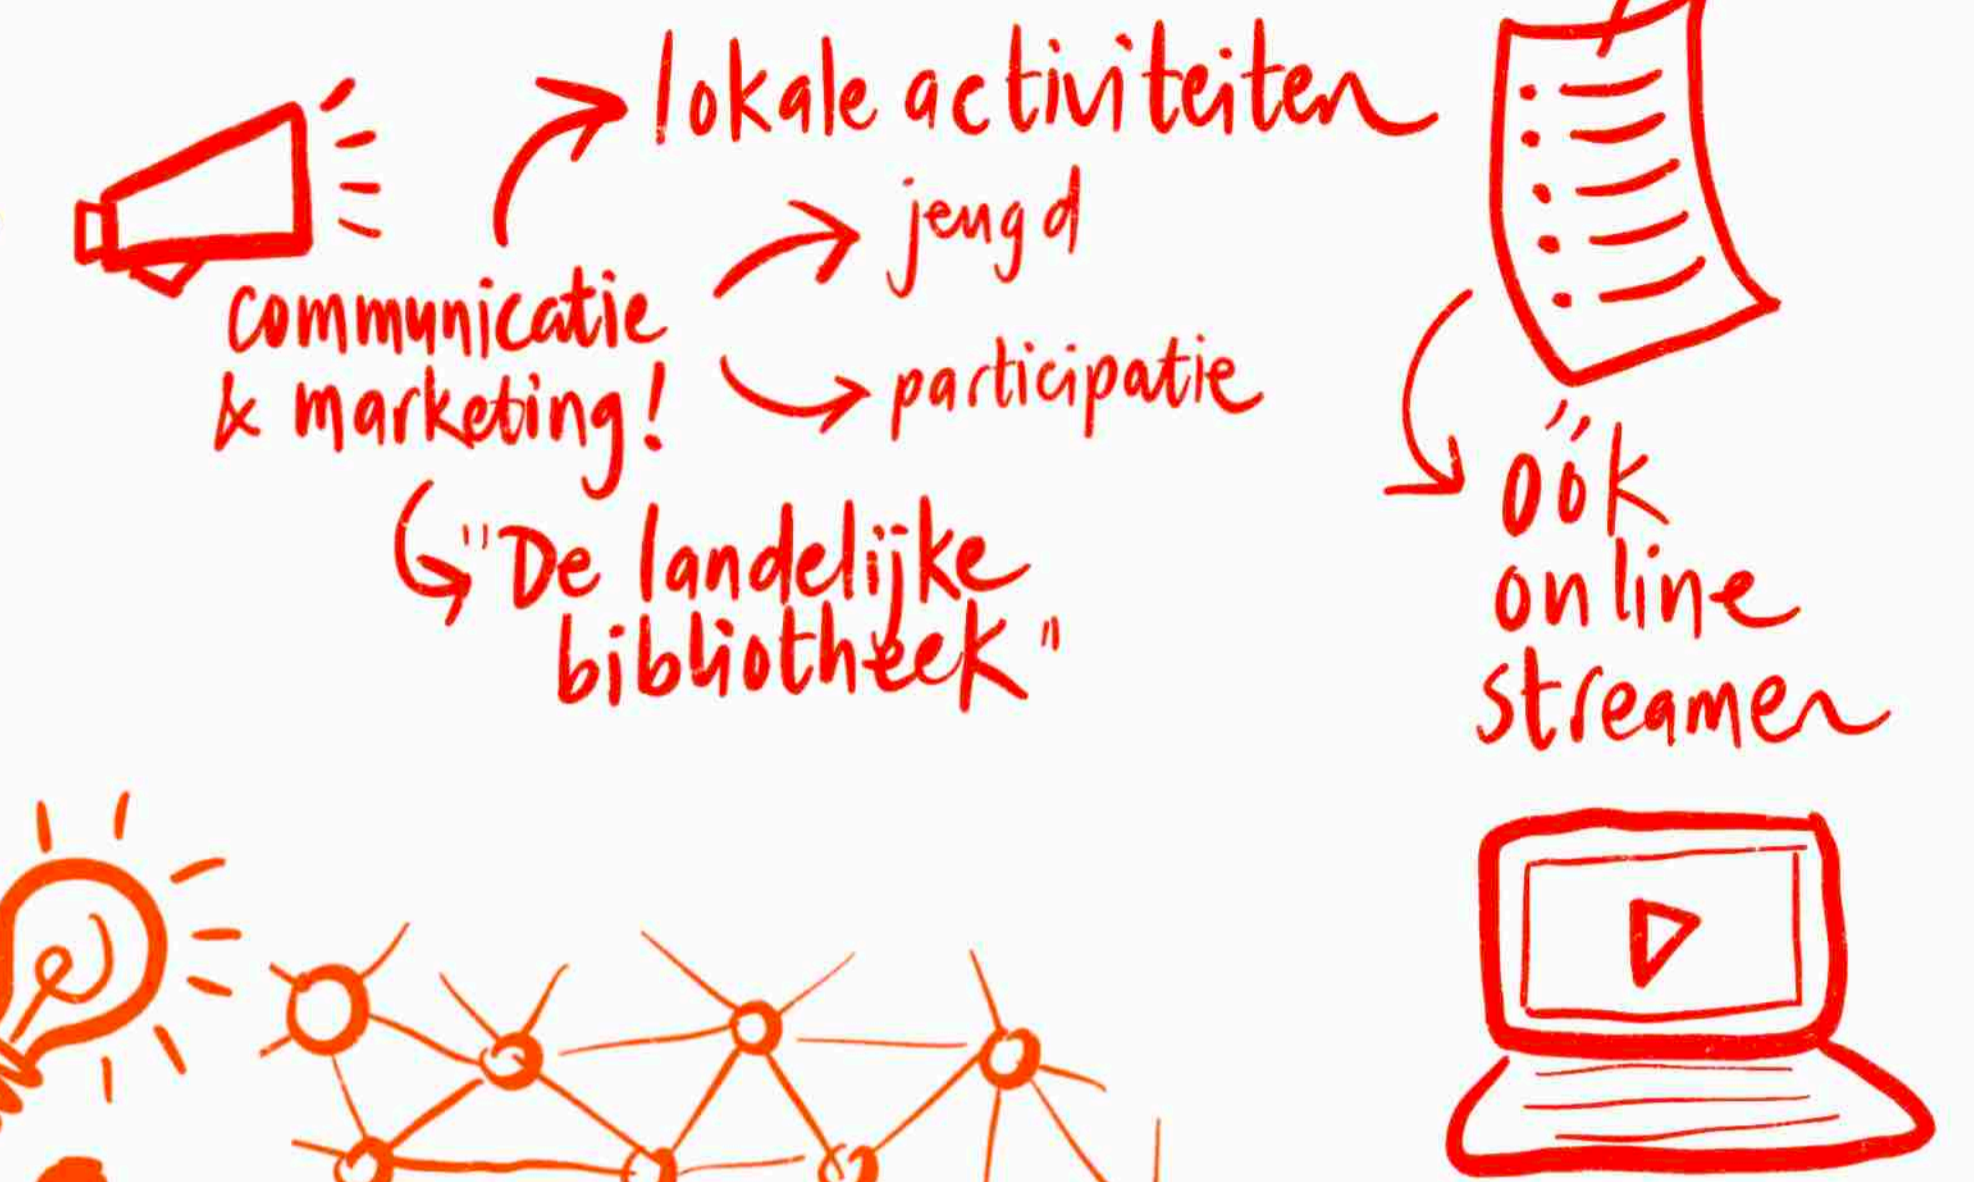 lokale activiteiten
jeugd
communicatie
& marketing!
participatie
"De landelijke
bibliotheek"
óók
online
streamen